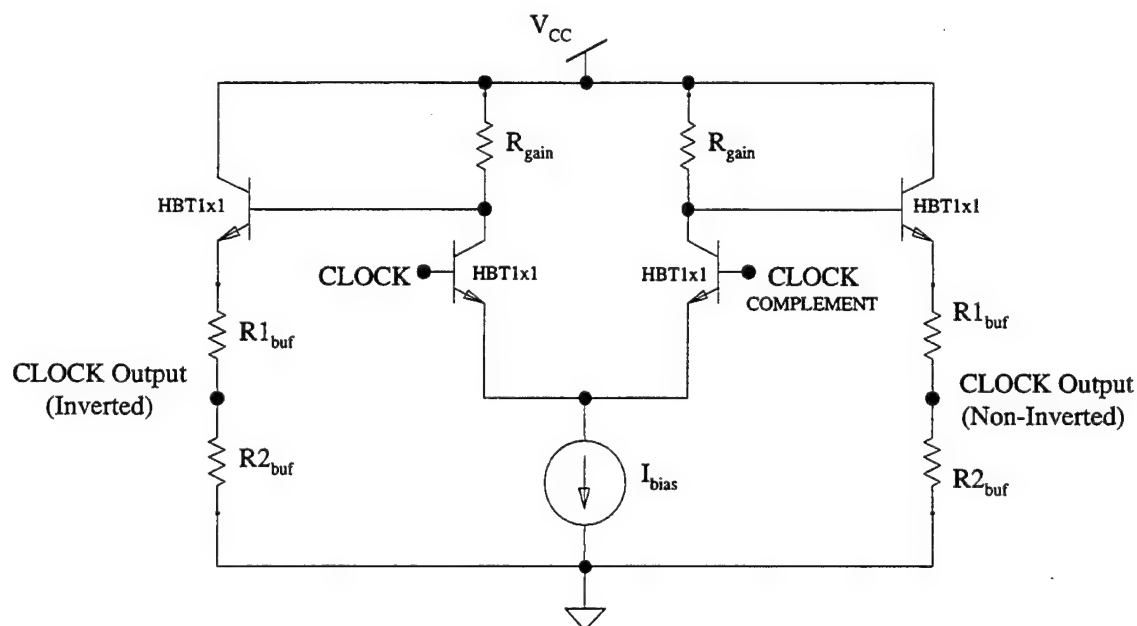 V_CC
R_gain
R_gain
HBT1x1
HBT1x1
CLOCK
HBT1x1
HBT1x1
CLOCK
COMPLEMENT
R1_buf
R1_buf
CLOCK Output
(Inverted)
CLOCK Output
(Non-Inverted)
R2_buf
I_bias
R2_buf